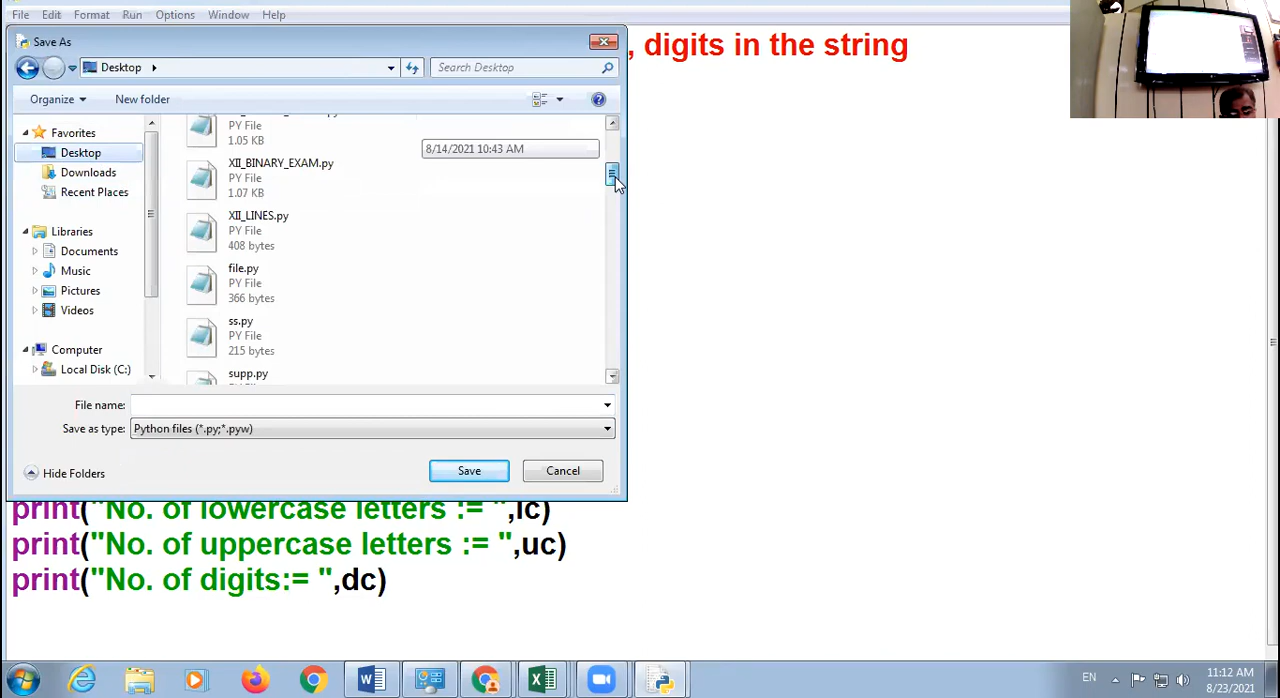 File Edit Format Run Options Window Help
Save As
, digits in the string
Desktop
Search Desktop
Organize New folder
Favorites
Desktop
Downloads
Recent Places
Libraries
Documents
Music
Pictures
Videos
Computer
Local Disk (C:)
PY File
1.05 KB
8/14/2021 10:43 AM
XII_BINARY_EXAM.py
PY File
1.07 KB
XII_LINES.py
PY File
408 bytes
file.py
PY File
366 bytes
ss.py
PY File
215 bytes
supp.py
File name:
Save as type: Python files (*.py;*.pyw)
Hide Folders
Save Cancel
print("No. of lowercase letters := ",lc)
print("No. of uppercase letters := ",uc)
print("No. of digits:= ",dc)
EN
11:12 AM
8/23/2021